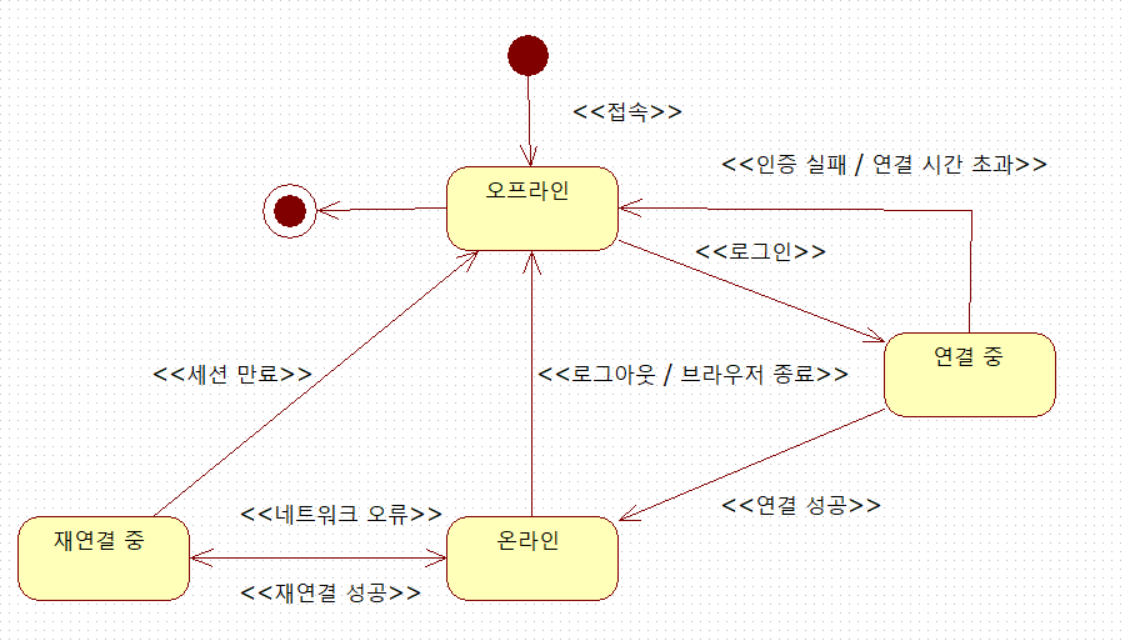 <<접속>>
<<인증 실패 / 연결 시간 초과>>
오프라인
<<로그인>>
연결 중
<<세션 만료>>
<<로그아웃 / 브라우저 종료>>
<<연결 성공>>
<<네트워크 오류>>
재연결 중
온라인
<<재연결 성공>>